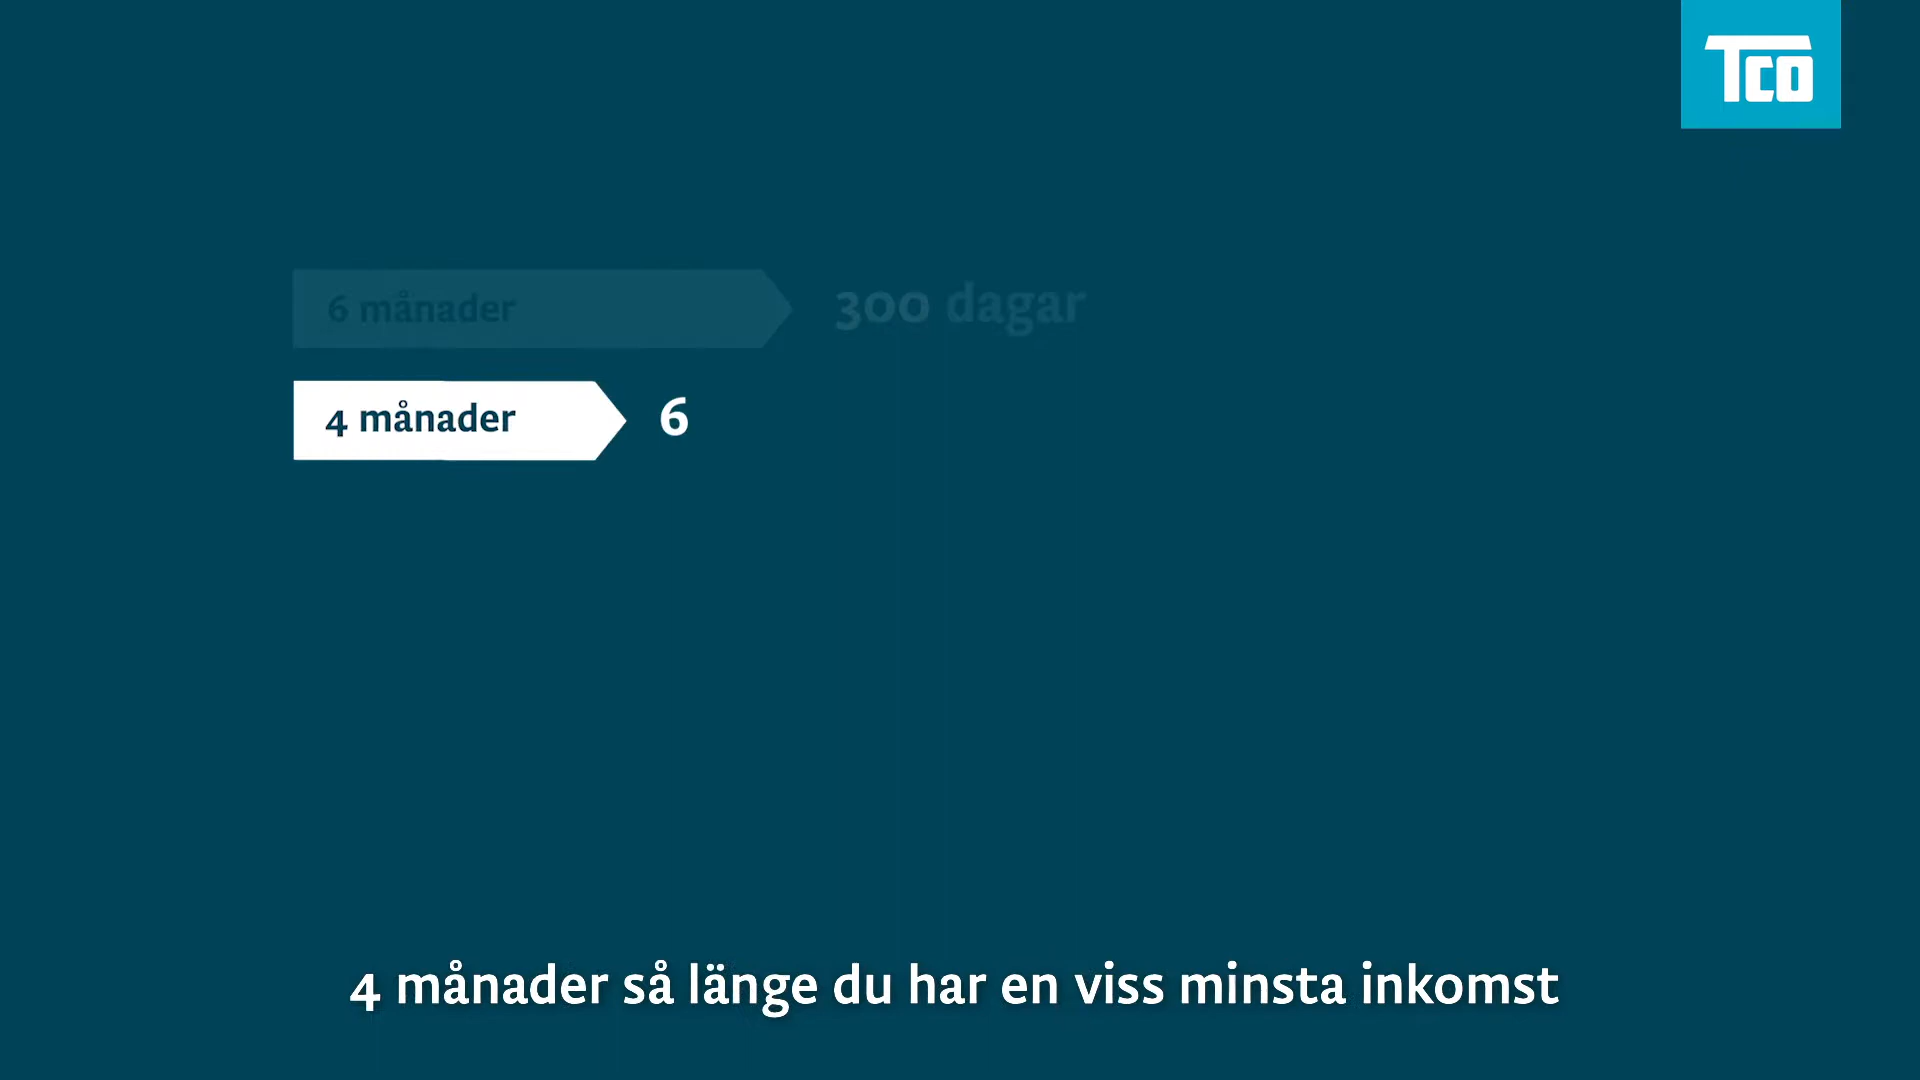 TCO
6 månader 300 dagar
4 månader 6
4 månader så länge du har en viss minsta inkomst